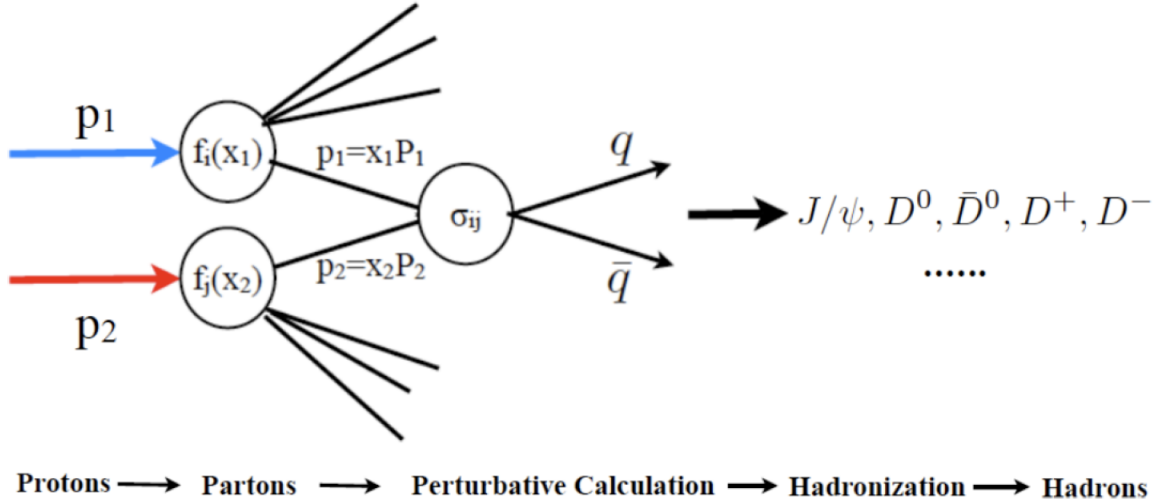 p₁
fᵢ(x₁)
p₁=x₁P₁
q
σᵢⱼ
J/ψ, D⁰, D̄⁰, D⁺, D⁻
......
fⱼ(x₂)
p₂=x₂P₂
q̄
p₂
Protons → Partons → Perturbative Calculation → Hadronization → Hadrons